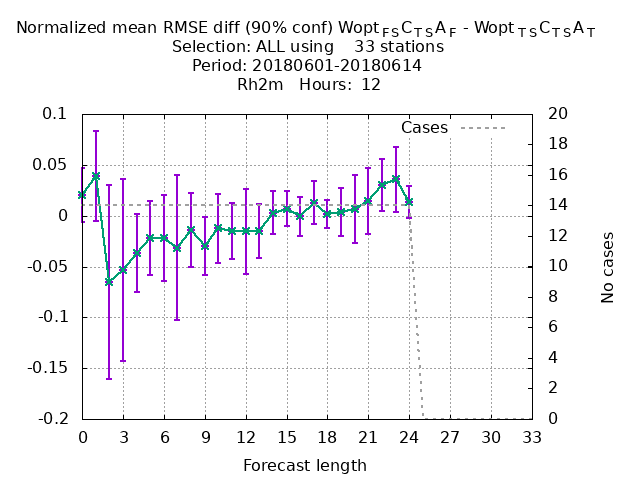 Normalized mean RMSE diff (90% conf) Wopt FS C TS A F - Wopt TS C TS A T
Selection: ALL using 33 stations
Period: 20180601-20180614
Rh2m Hours: 12
Cases
0.1
0.05
0
-0.05
-0.1
-0.15
-0.2
20
18
16
14
12
10
8
6
4
2
0
No cases
0 3 6 9 12 15 18 21 24 27 30 33
Forecast length